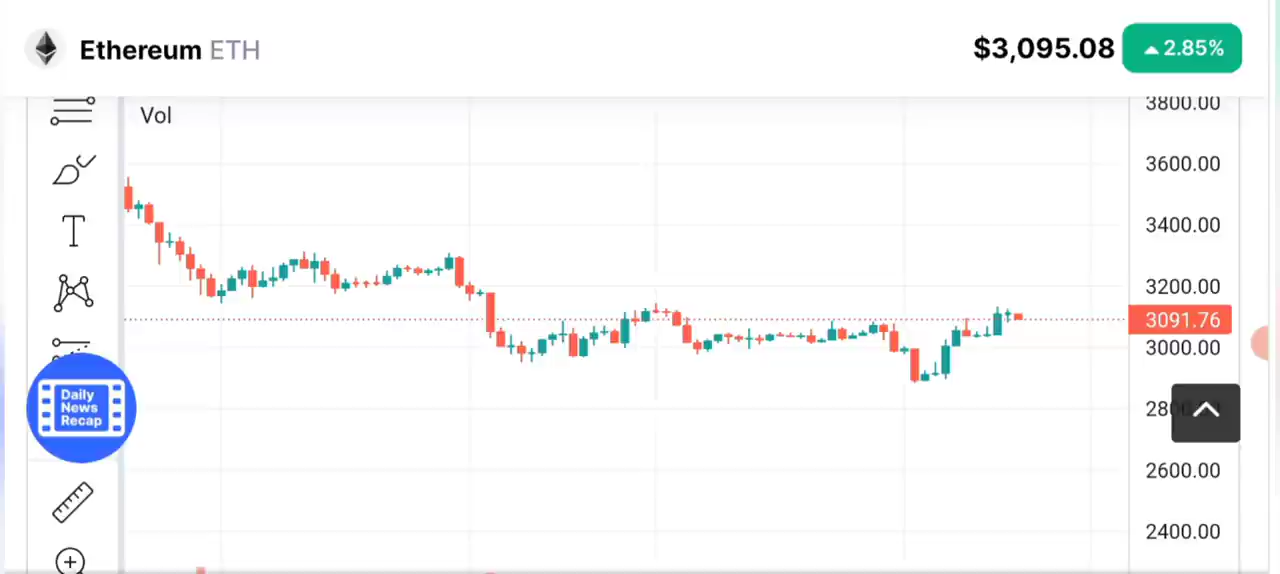 Ethereum ETH
$3,095.08
2.85%
Vol
3800.00
3600.00
3400.00
3200.00
3091.76
3000.00
2600.00
2400.00
T
Daily
News
Recap